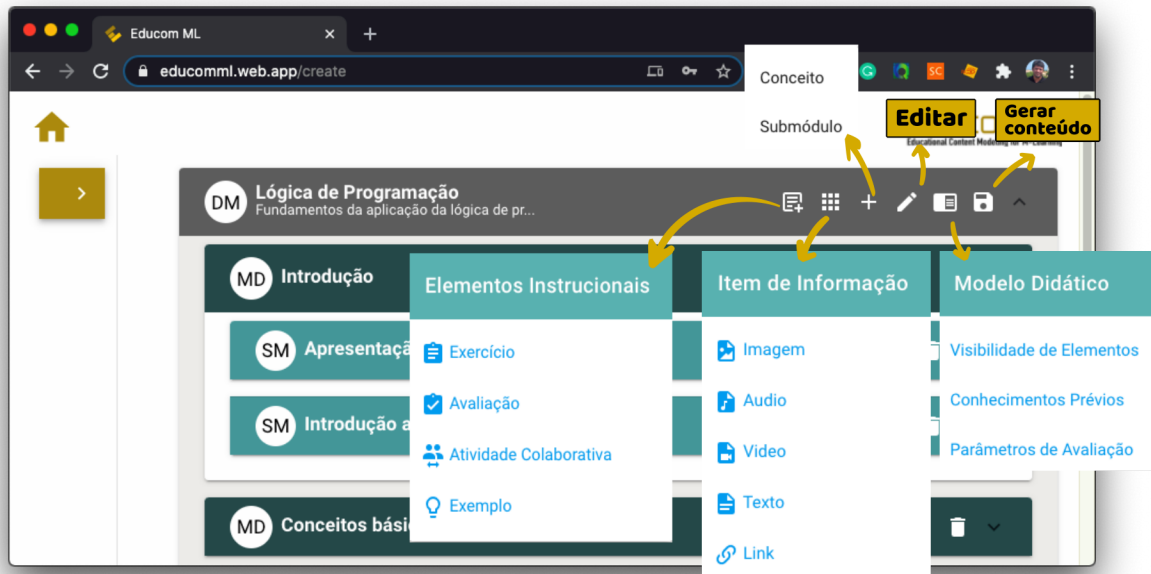 Educom ML
educomml.web.app/create
SC
Conceito
Submódulo
Editar
Gerar
conteúdo
Educational Content Modeling for M-Learning
DM
Lógica de Programação
Fundamentos da aplicação da lógica de pr...
MD
Introdução
Elementos Instrucionais
Item de Informação
Modelo Didático
SM
Apresentaçã
Exercício
Imagem
Visibilidade de Elementos
Avaliação
Audio
Conhecimentos Prévios
SM
Introdução a
Atividade Colaborativa
Video
Parâmetros de Avaliação
Exemplo
Texto
MD
Conceitos bási
Link